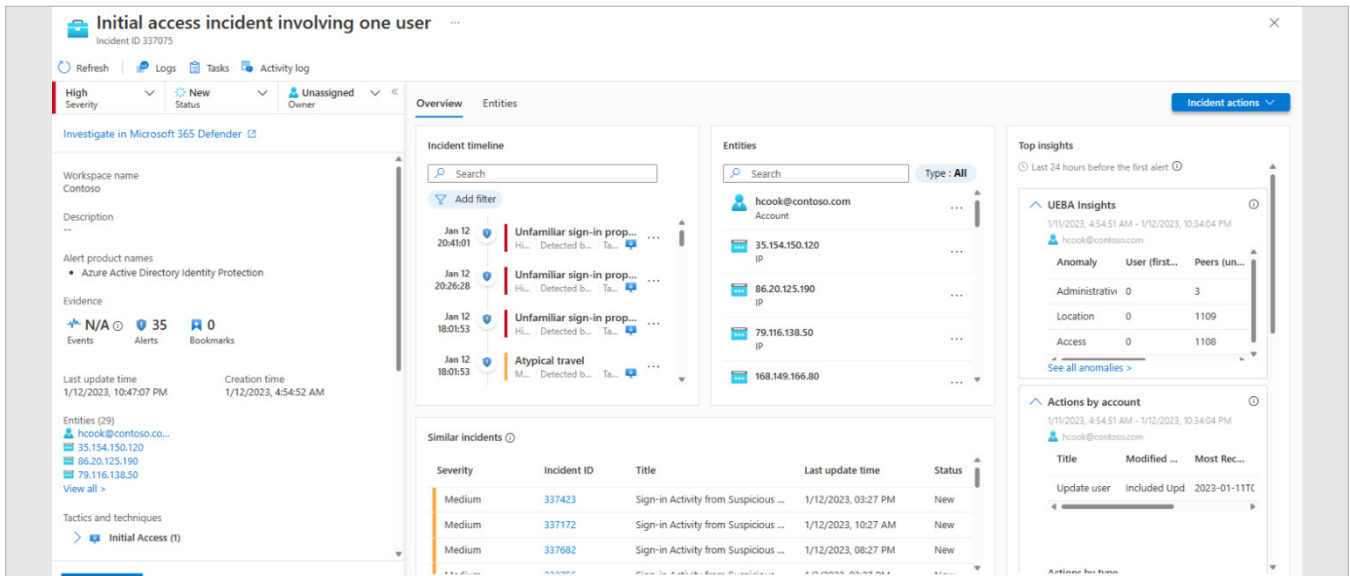 Initial access incident involving one user ...
Incident ID 337075
Refresh Logs Tasks Activity log
High New Unassigned
Severity Status Owner
Investigate in Microsoft 365 Defender
Workspace name
Contoso
Description
--
Alert product names
• Azure Active Directory Identity Protection
Evidence
N/A 35 0
Events Alerts Bookmarks
Last update time Creation time
1/12/2023, 10:47:07 PM 1/12/2023, 4:54:52 AM
Entities (29)
hcook@contoso.co...
35.154.150.120
86.20.125.190
79.116.138.50
View all >
Tactics and techniques
Initial Access (1)
Overview Entities
Incident actions
Incident timeline
Search
Add filter
Jan 12 Unfamiliar sign-in prop... ...
20:41:01 Hi... Detected b... Ta...
Jan 12 Unfamiliar sign-in prop... ...
20:26:28 Hi... Detected b... Ta...
Jan 12 Unfamiliar sign-in prop... ...
18:01:53 Hi... Detected b... Ta...
Jan 12 Atypical travel ...
18:01:53 M... Detected b... Ta...
Entities
Search Type : All
hcook@contoso.com ...
Account
35.154.150.120 ...
IP
86.20.125.190 ...
IP
79.116.138.50 ...
IP
168.149.166.80 ...
Similar incidents
Severity Incident ID Title Last update time Status
Medium 337423 Sign-in Activity from Suspicious ... 1/12/2023, 03:27 PM New
Medium 337172 Sign-in Activity from Suspicious ... 1/12/2023, 10:27 AM New
Medium 337682 Sign-in Activity from Suspicious ... 1/12/2023, 08:27 PM New
Top insights
Last 24 hours before the first alert
UEBA Insights
1/11/2023, 4:54:51 AM - 1/12/2023, 10:34:04 PM
hcook@contoso.com
Anomaly User (first... Peers (un...
Administrativ 0 3
Location 0 1109
Access 0 1108
See all anomalies >
Actions by account
1/11/2023, 4:54:51 AM - 1/12/2023, 10:34:04 PM
hcook@contoso.com
Title Modified ... Most Rec...
Update user Included Upd 2023-01-11T0
Actions by type